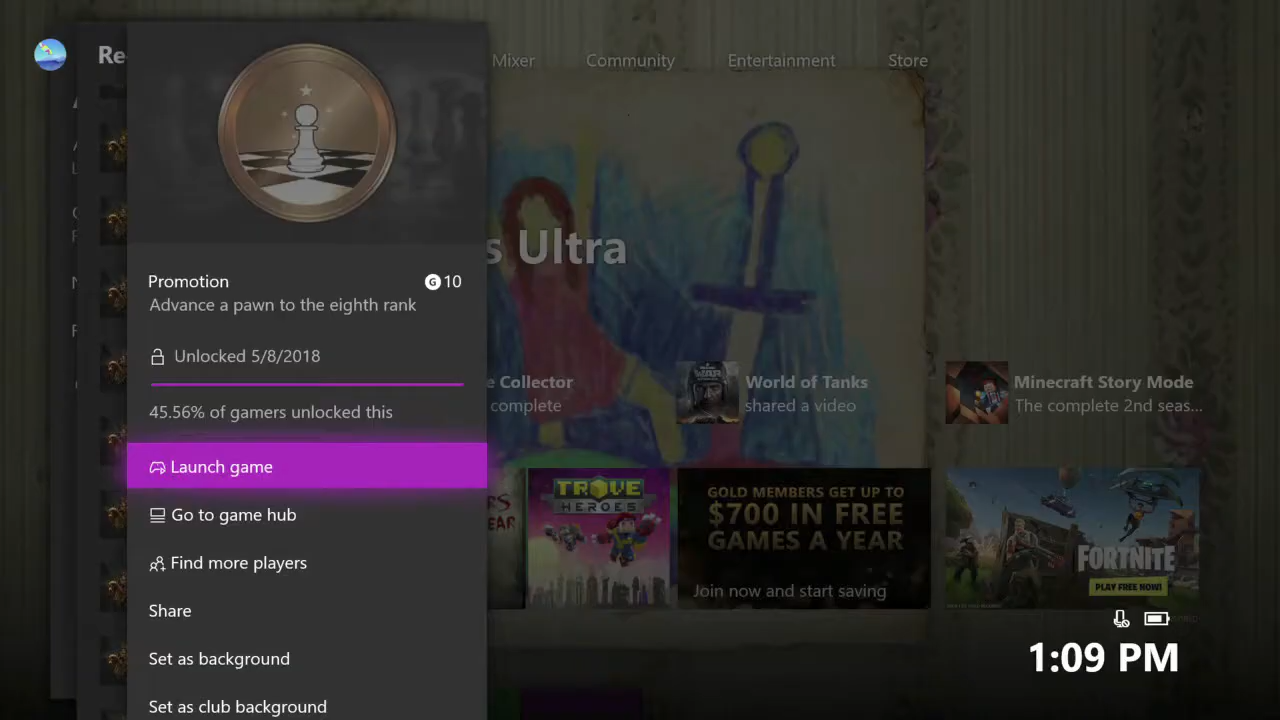 Re
Mixer
Community
Entertainment
Store
s Ultra
Promotion
G 10
Advance a pawn to the eighth rank
Unlocked 5/8/2018
45.56% of gamers unlocked this
Launch game
Go to game hub
Find more players
Share
Set as background
Set as club background
e Collector
complete
World of Tanks
shared a video
Minecraft Story Mode
The complete 2nd seas...
TROVE
HEROES
GOLD MEMBERS GET UP TO
$700 IN FREE
GAMES A YEAR
Join now and start saving
FORTNITE
PLAY FREE NOW!
1:09 PM